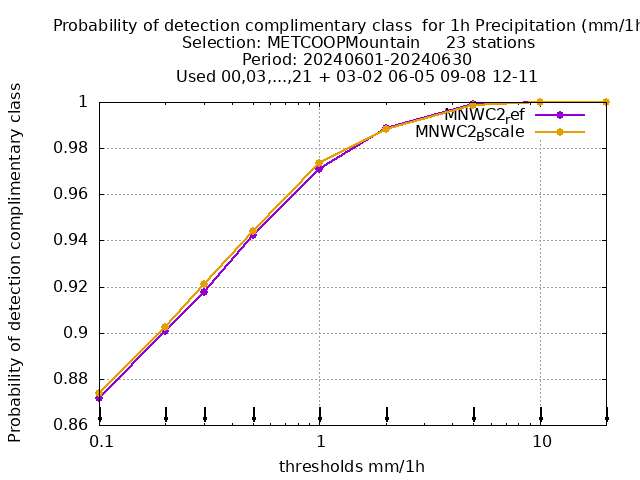 Probability of detection complimentary class  for 1h Precipitation (mm/1h
Selection: METCOOPMountain     23 stations
Period: 20240601-20240630
Used 00,03,...,21 + 03-02 06-05 09-08 12-11
Probability of detection complimentary class
1
0.98
0.96
0.94
0.92
0.9
0.88
0.86
MNWC2ref
MNWC2Bscale
0.1
1
10
thresholds mm/1h